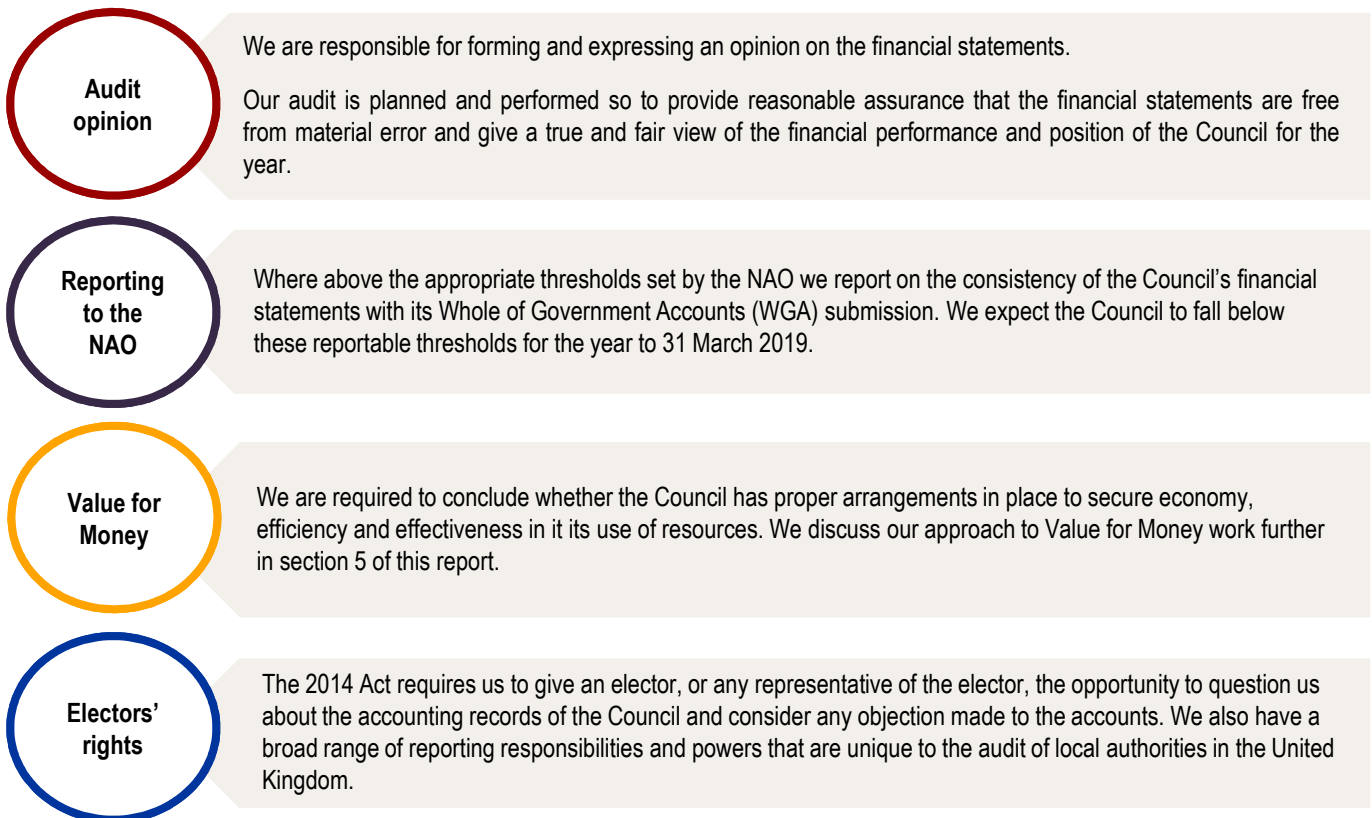 Audit
opinion
We are responsible for forming and expressing an opinion on the financial statements.
Our audit is planned and performed so to provide reasonable assurance that the financial statements are free
from material error and give a true and fair view of the financial performance and position of the Council for the
year.
Reporting
to the
NAO
Where above the appropriate thresholds set by the NAO we report on the consistency of the Council's financial
statements with its Whole of Government Accounts (WGA) submission. We expect the Council to fall below
these reportable thresholds for the year to 31 March 2019.
Value for
Money
We are required to conclude whether the Council has proper arrangements in place to secure economy,
efficiency and effectiveness in it its use of resources. We discuss our approach to Value for Money work further
in section 5 of this report.
Electors'
rights
The 2014 Act requires us to give an elector, or any representative of the elector, the opportunity to question us
about the accounting records of the Council and consider any objection made to the accounts. We also have a
broad range of reporting responsibilities and powers that are unique to the audit of local authorities in the United
Kingdom.